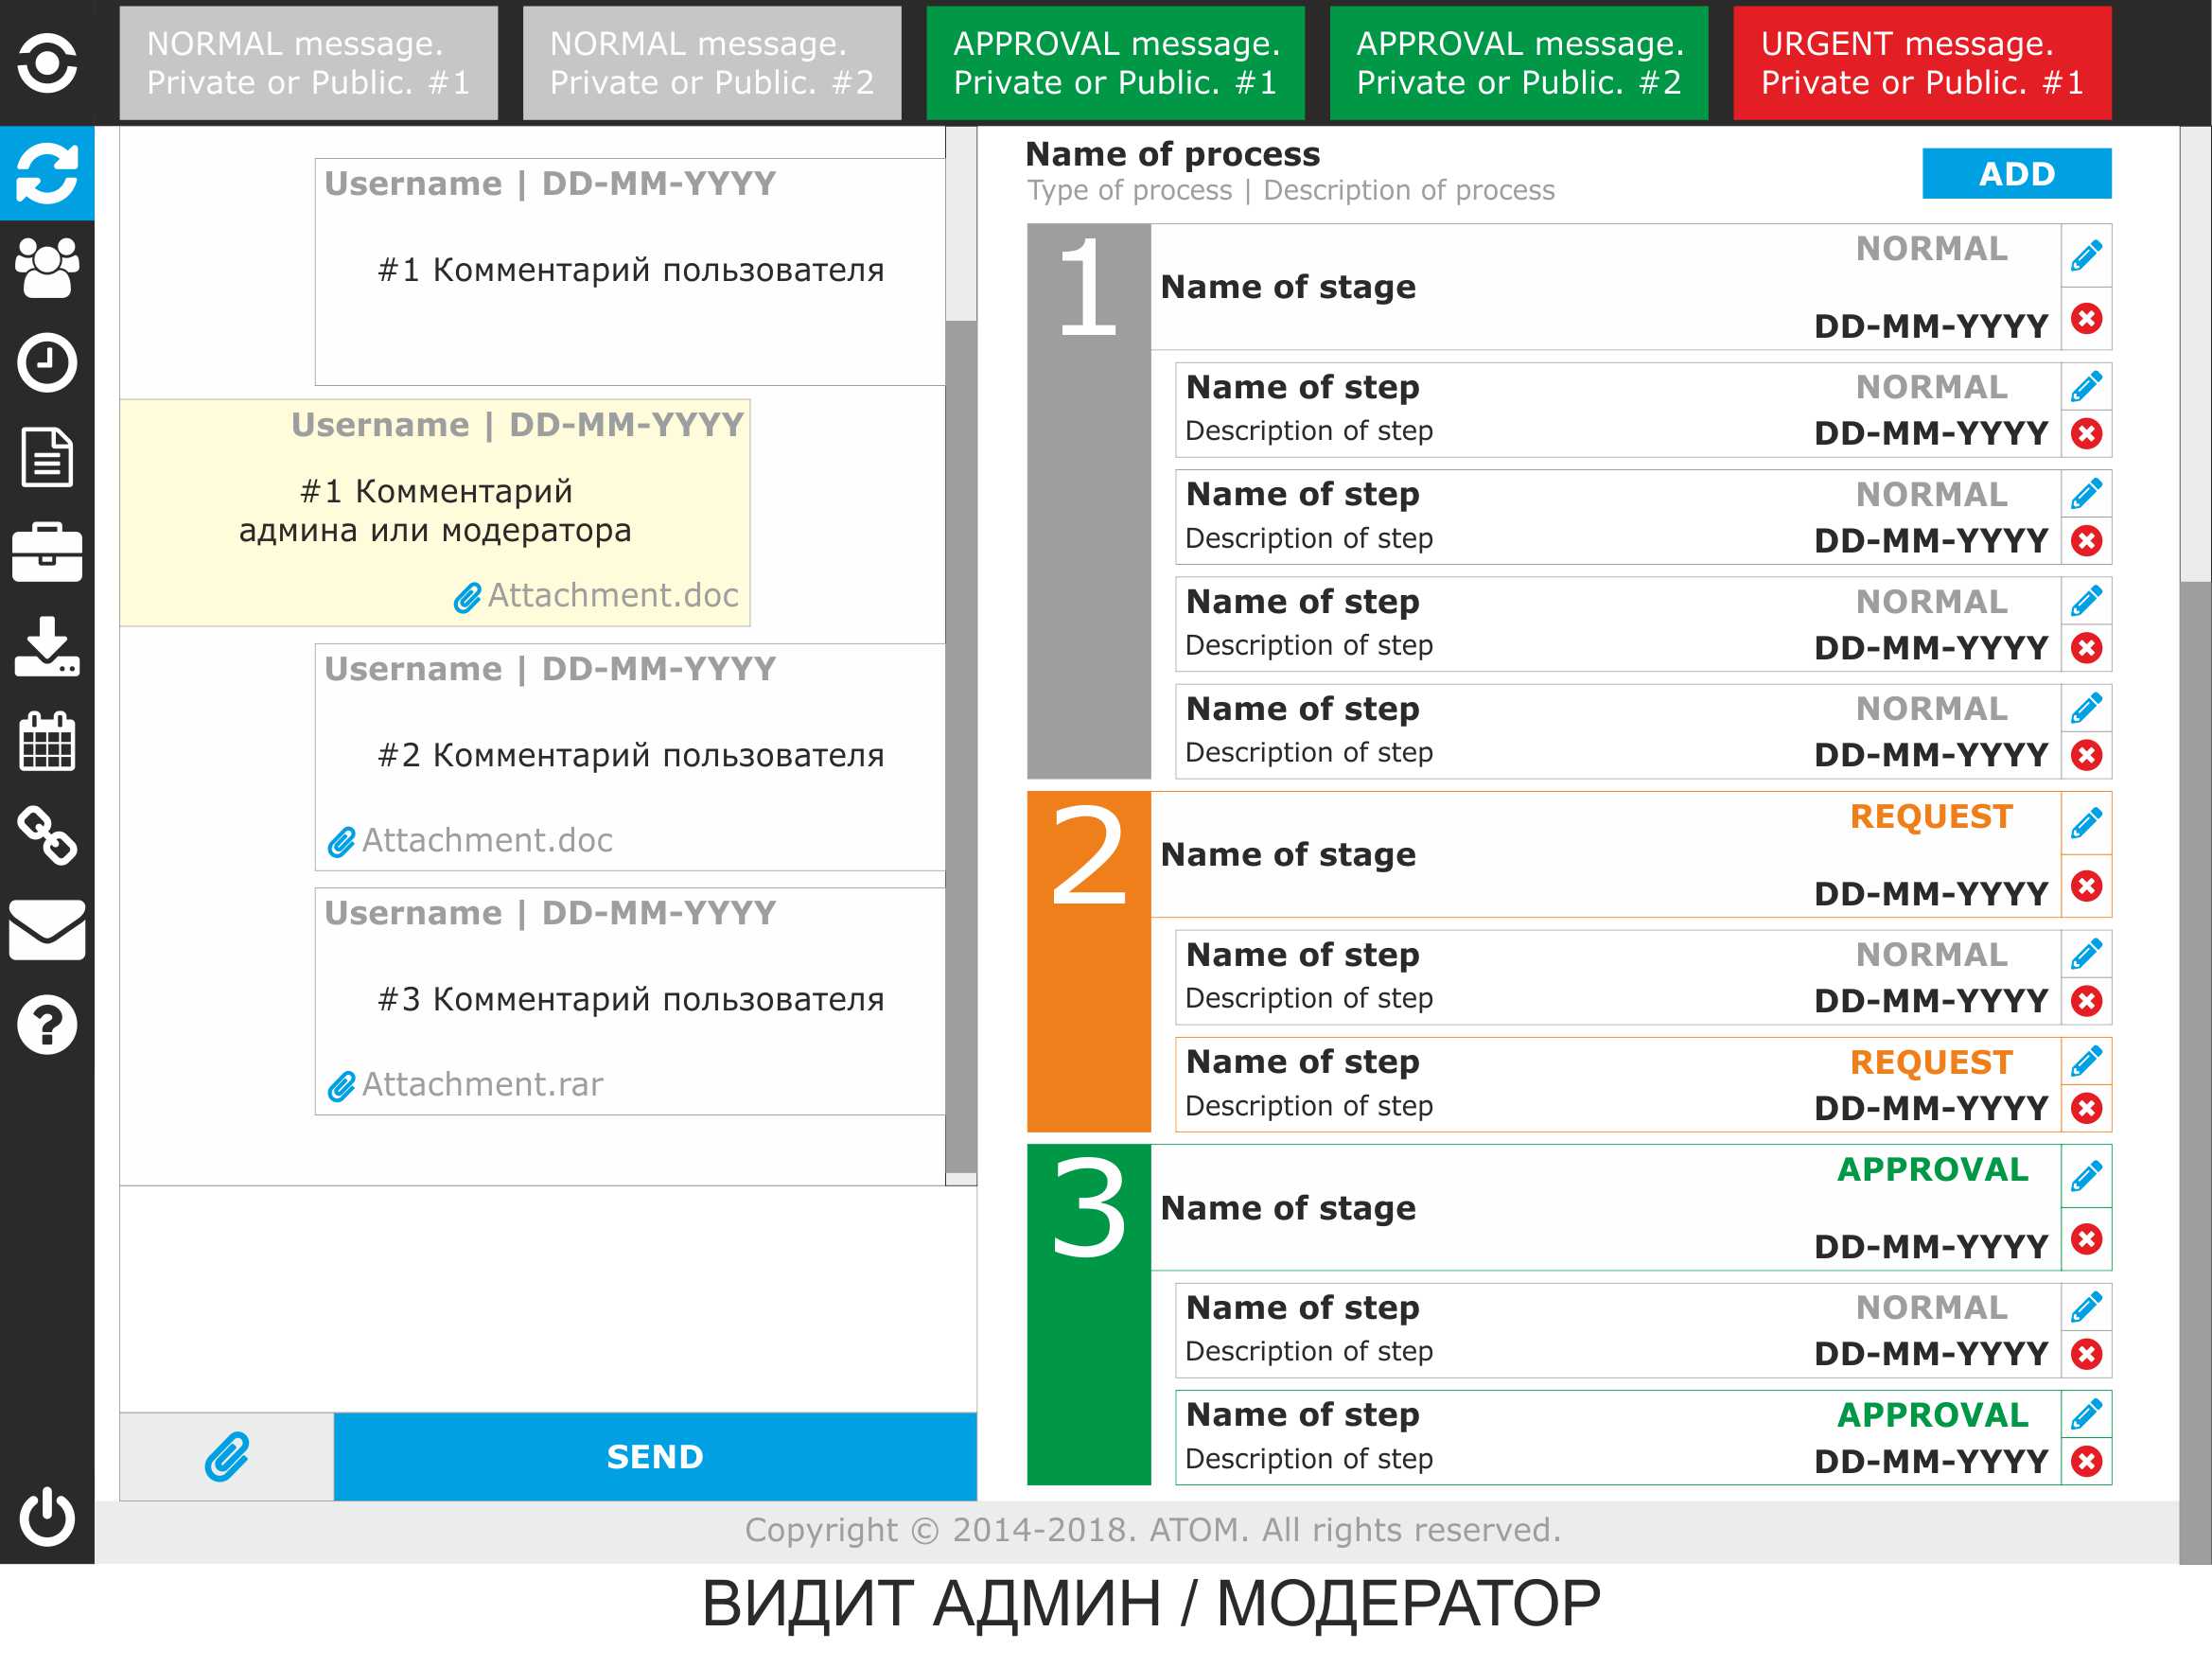 NORMAL message.
Private or Public. #1
NORMAL message.
Private or Public. #2
APPROVAL message.
Private or Public. #1
APPROVAL message.
Private or Public. #2
URGENT message.
Private or Public. #1
Username | DD-MM-YYYY
#1 Комментарий пользователя
Username | DD-MM-YYYY
#1 Комментарий
админа или модератора
Attachment.doc
Username | DD-MM-YYYY
#2 Комментарий пользователя
Attachment.doc
Username | DD-MM-YYYY
#3 Комментарий пользователя
Attachment.rar
SEND
Name of process
Type of process | Description of process
ADD
1
Name of stage
NORMAL
DD-MM-YYYY
Name of step
NORMAL
Description of step
DD-MM-YYYY
Name of step
NORMAL
Description of step
DD-MM-YYYY
Name of step
NORMAL
Description of step
DD-MM-YYYY
Name of step
NORMAL
Description of step
DD-MM-YYYY
2
Name of stage
REQUEST
DD-MM-YYYY
Name of step
NORMAL
Description of step
DD-MM-YYYY
Name of step
REQUEST
Description of step
DD-MM-YYYY
3
Name of stage
APPROVAL
DD-MM-YYYY
Name of step
NORMAL
Description of step
DD-MM-YYYY
Name of step
APPROVAL
Description of step
DD-MM-YYYY
Copyright © 2014-2018. ATOM. All rights reserved.
ВИДИТ АДМИН / МОДЕРАТОР